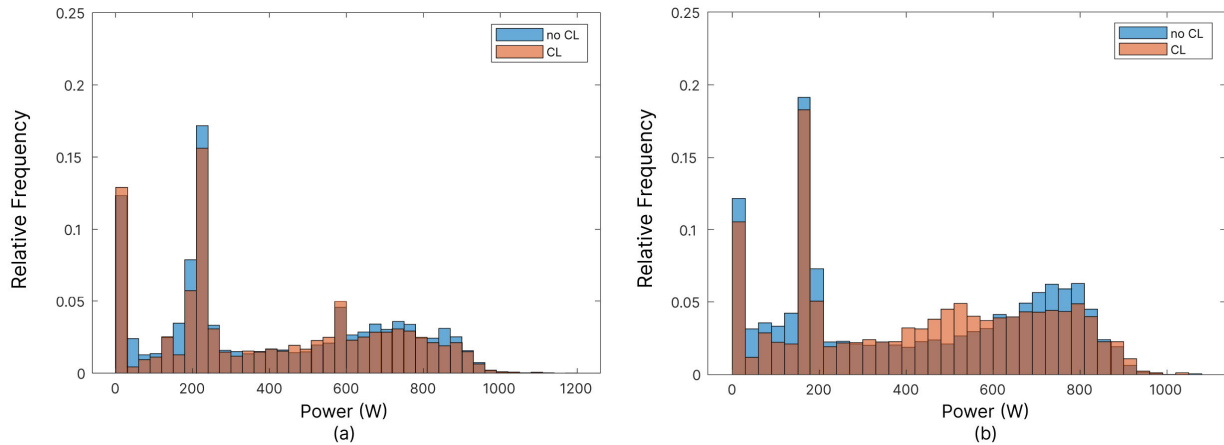 0.25
0.2
0.15
0.1
0.05
0
Relative Frequency
no CL
CL
0 200 400 600 800 1000 1200
Power (W)
(a)
0.25
0.2
0.15
0.1
0.05
0
Relative Frequency
no CL
CL
0 200 400 600 800 1000
Power (W)
(b)